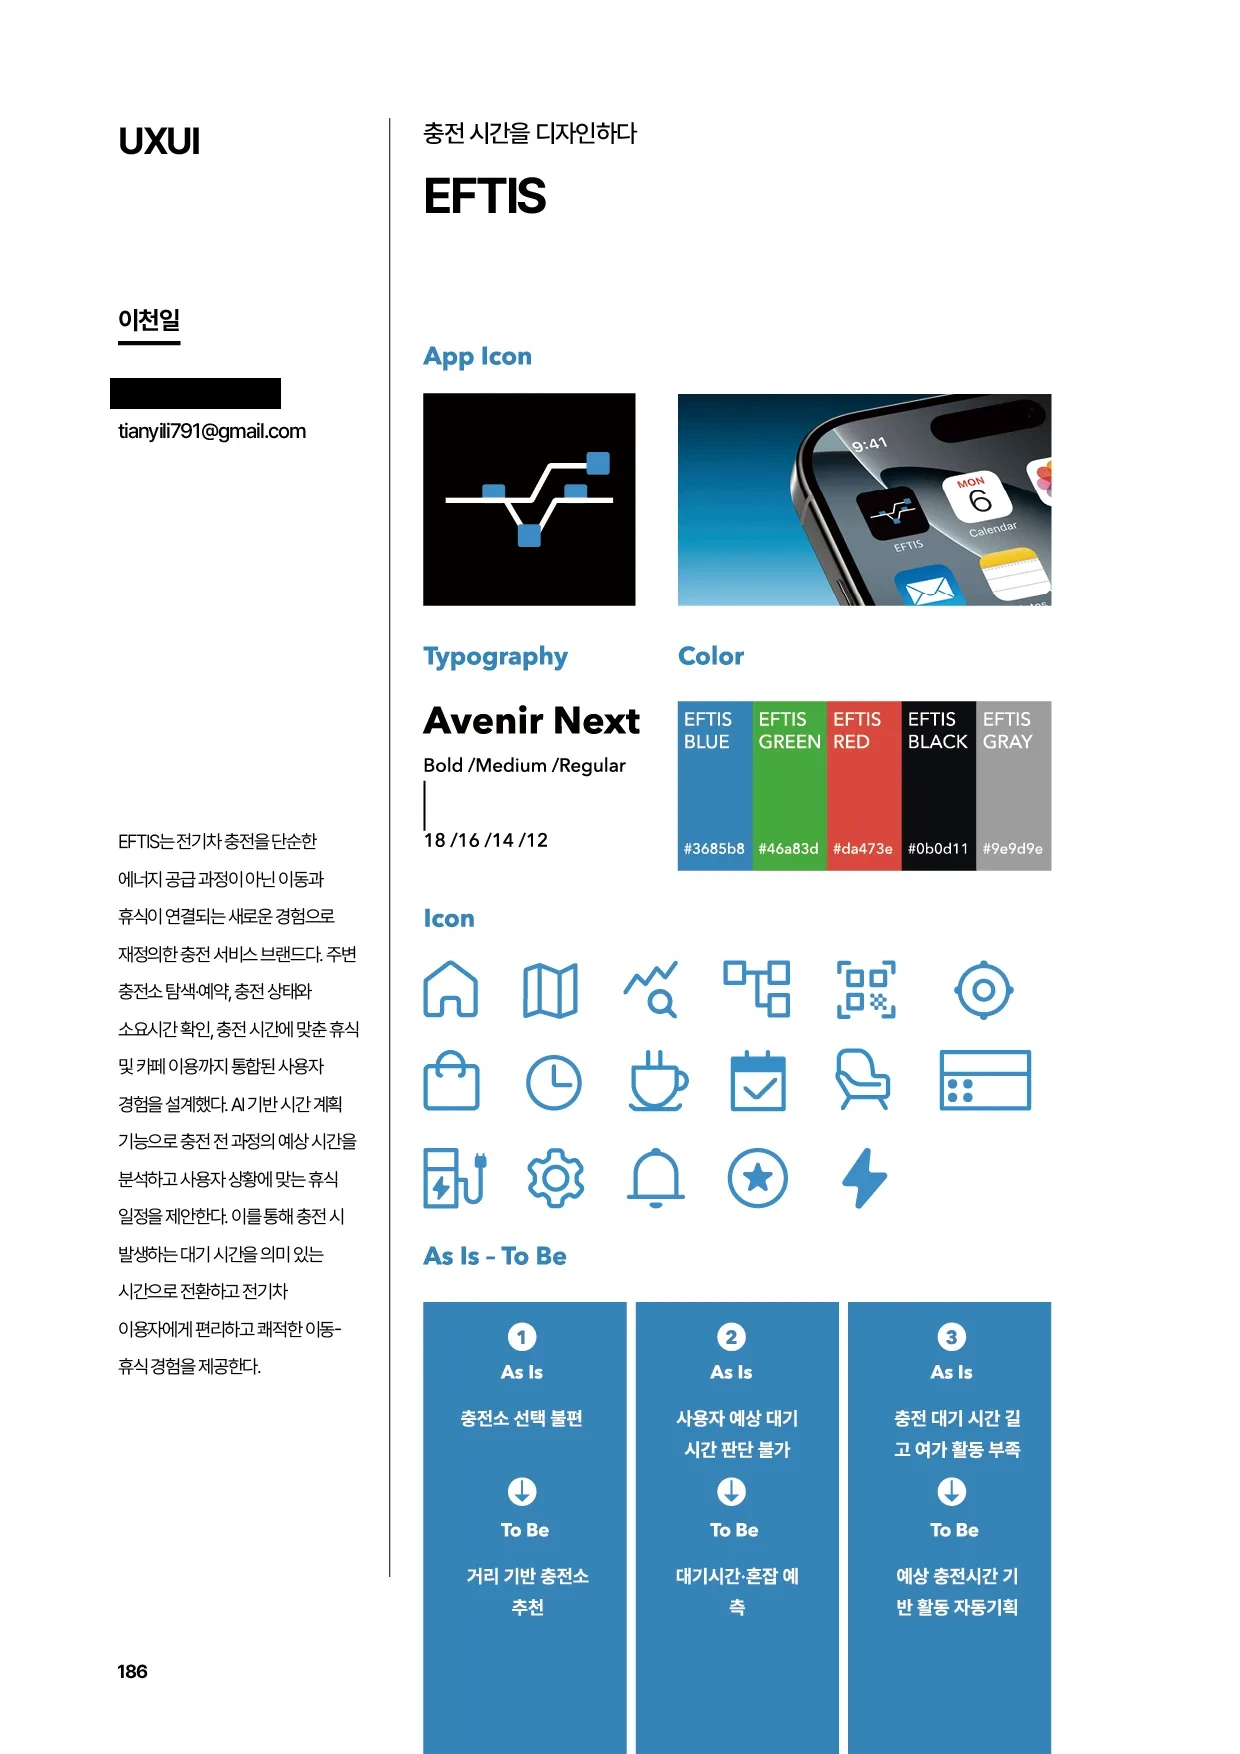 UXUI
충전 시간을 디자인하다
EFTIS
이천일
tianyili791@gmail.com
EFTIS는 전기차 충전을 단순한
에너지 공급 과정이 아닌 이동과
휴식이 연결되는 새로운 경험으로
재정의한 충전 서비스 브랜드다. 주변
충전소 탐색·예약, 충전 상태와
소요시간 확인, 충전 시간에 맞춘 휴식
및 카페 이용까지 통합된 사용자
경험을 설계했다. AI 기반 시간 계획
기능으로 충전 전 과정의 예상 시간을
분석하고 사용자 상황에 맞는 휴식
일정을 제안한다. 이를 통해 충전 시
발생하는 대기 시간을 의미 있는
시간으로 전환하고 전기차
이용자에게 편리하고 쾌적한 이동-
휴식 경험을 제공한다.
App Icon
9:41
MON
6
EFTIS
Calendar
Typography
Avenir Next
Bold /Medium /Regular
18 /16 /14 /12
Color
EFTIS
BLUE
#3685b8
EFTIS
GREEN
#46a83d
EFTIS
RED
#da473e
EFTIS
BLACK
#0b0d11
EFTIS
GRAY
#9e9d9e
Icon
As Is – To Be
1
As Is
충전소 선택 불편
To Be
거리 기반 충전소
추천
2
As Is
사용자 예상 대기
시간 판단 불가
To Be
대기시간·혼잡 예
측
3
As Is
충전 대기 시간 길
고 여가 활동 부족
To Be
예상 충전시간 기
반 활동 자동기획
186